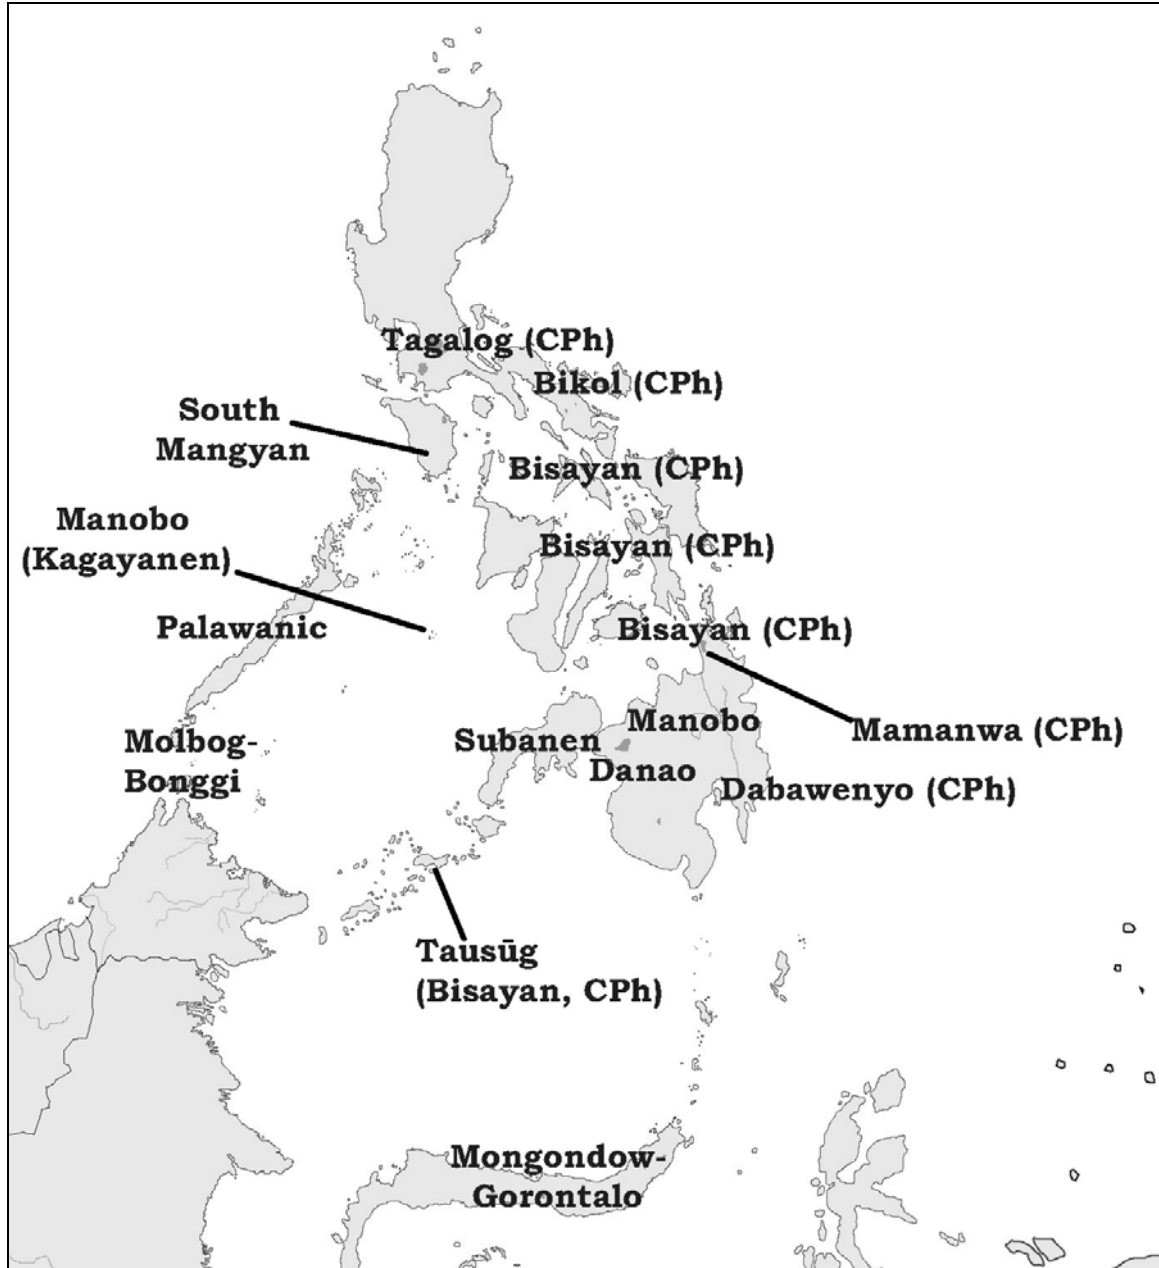 Tagalog (CPh)
Bikol (CPh)
South
Mangyan
Bisayan (CPh)
Manobo
(Kagayanen)
Bisayan (CPh)
Palawanic
Bisayan (CPh)
Molbog-
Bonggi
Subanen
Manobo
Mamanwa (CPh)
Danao
Dabawenyo (CPh)
Tausūg
(Bisayan, CPh)
Mongondow-
Gorontalo